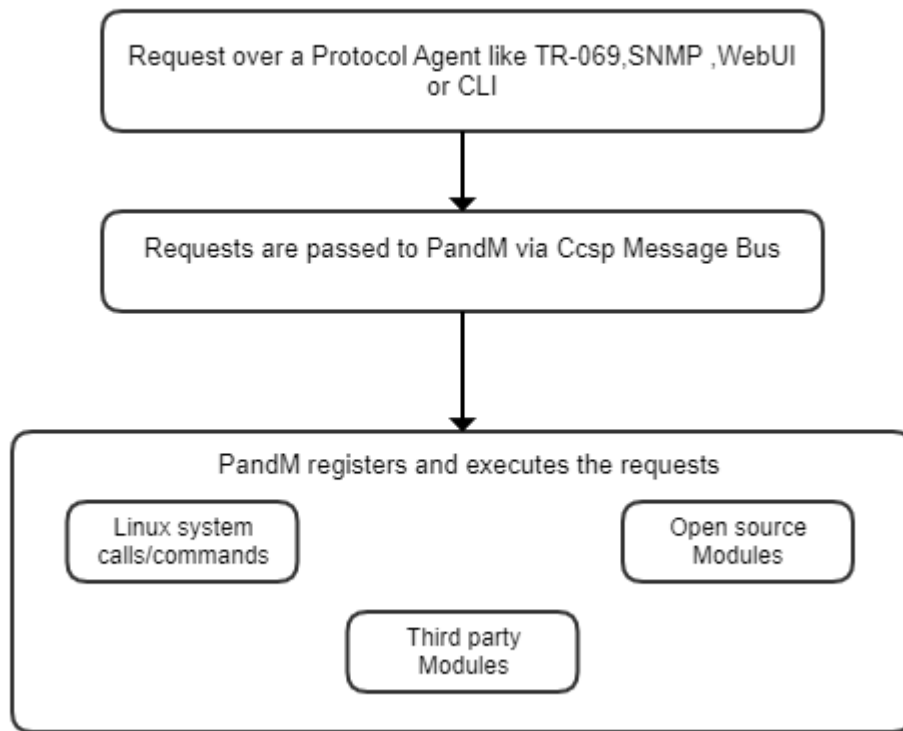 Request over a Protocol Agent like TR-069,SNMP ,WebUI
or CLI
Requests are passed to PandM via Ccsp Message Bus
PandM registers and executes the requests
Linux system
calls/commands
Open source
Modules
Third party
Modules